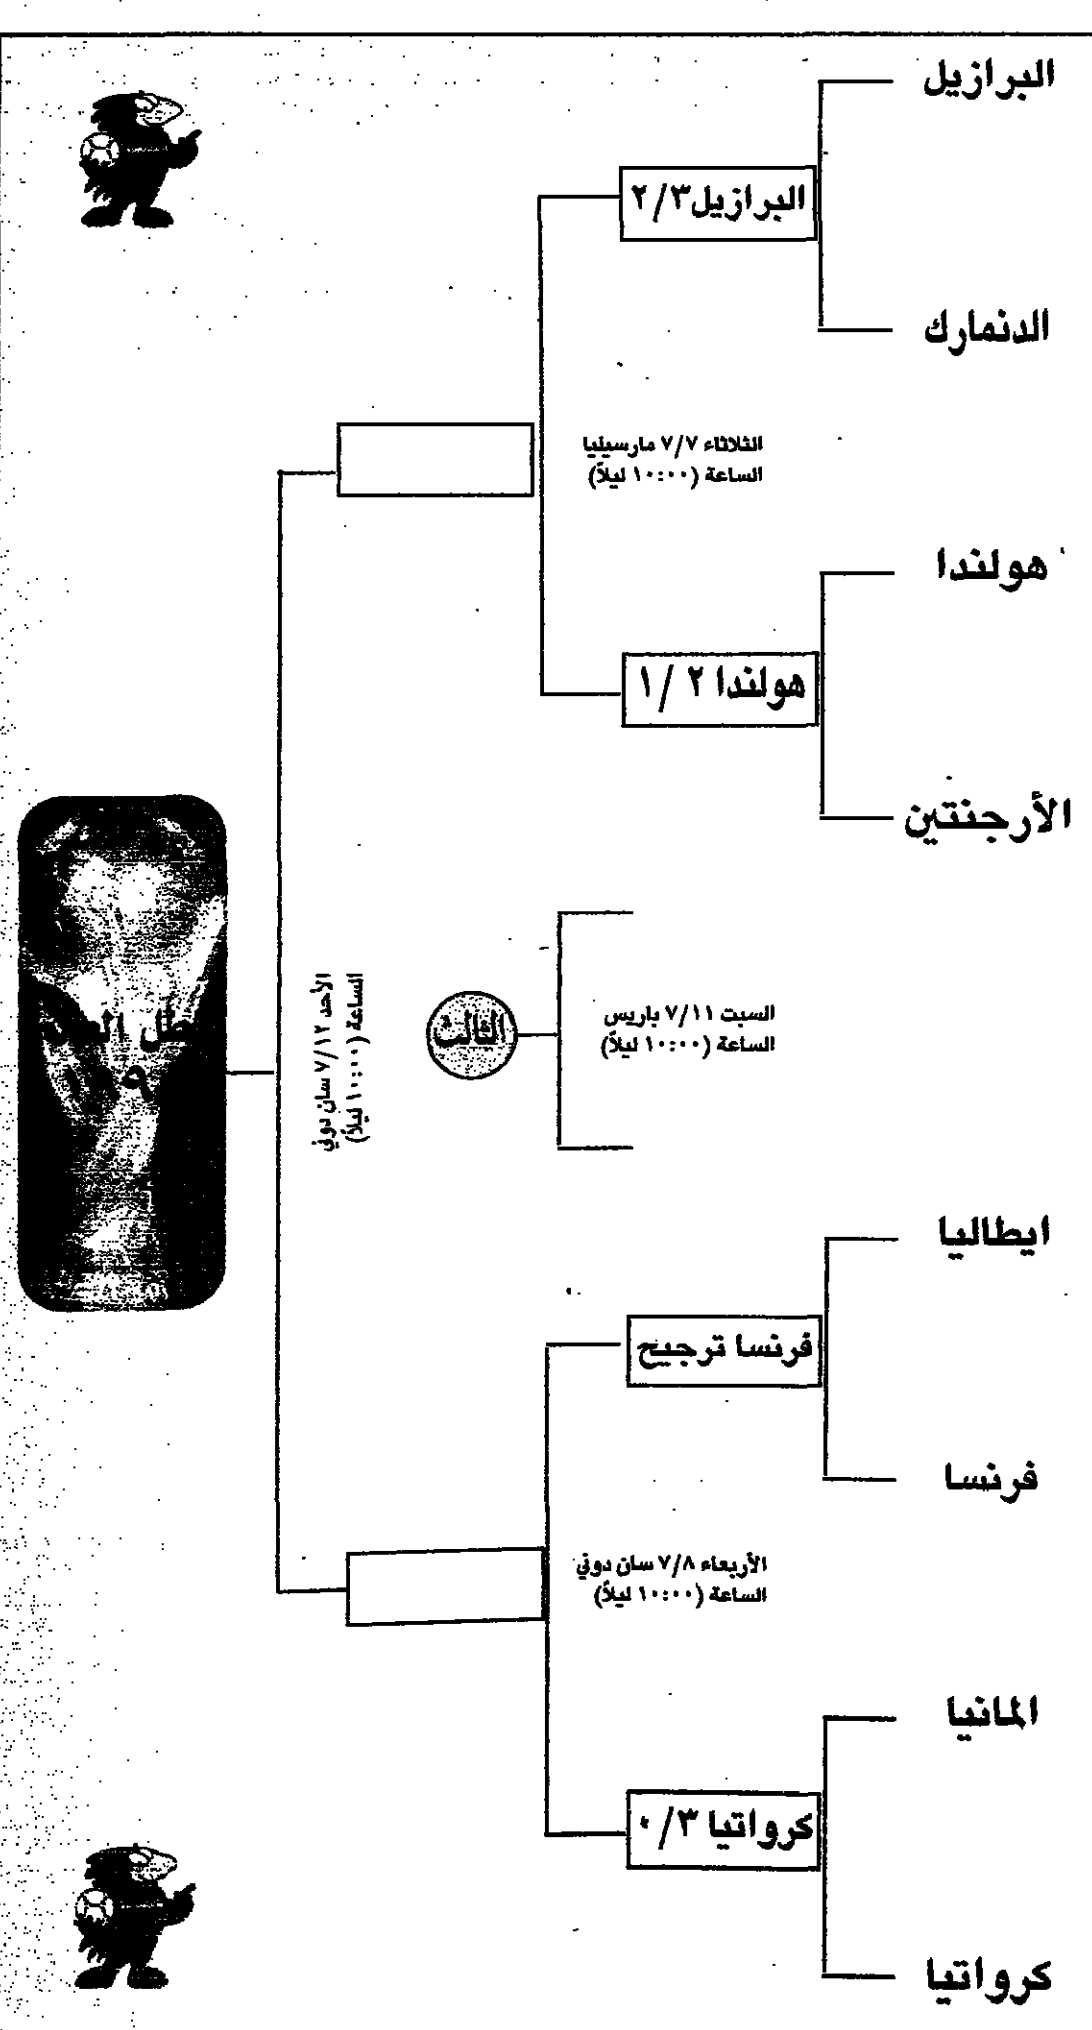 البرازيل
البرازيل ٢/٣
الدنمارك
الثلاثاء ٧/٧ مارسيليا
الساعة (١٠:٠٠ ليلاً)
هولندا
هولندا ٢ /١
الأرجنتين
السبت ٧/١١ باريس
الساعة (١٠:٠٠ ليلاً)
الثالث
الأحد ٧/١٢ سان دوني
الساعة (١٠:٠٠ ليلاً)
ايطاليا
فرنسا ترجيح
فرنسا
الأربعاء ٧/٨ سان دوني
الساعة (١٠:٠٠ ليلاً)
المانيا
كرواتيا ٠/٣
كرواتيا